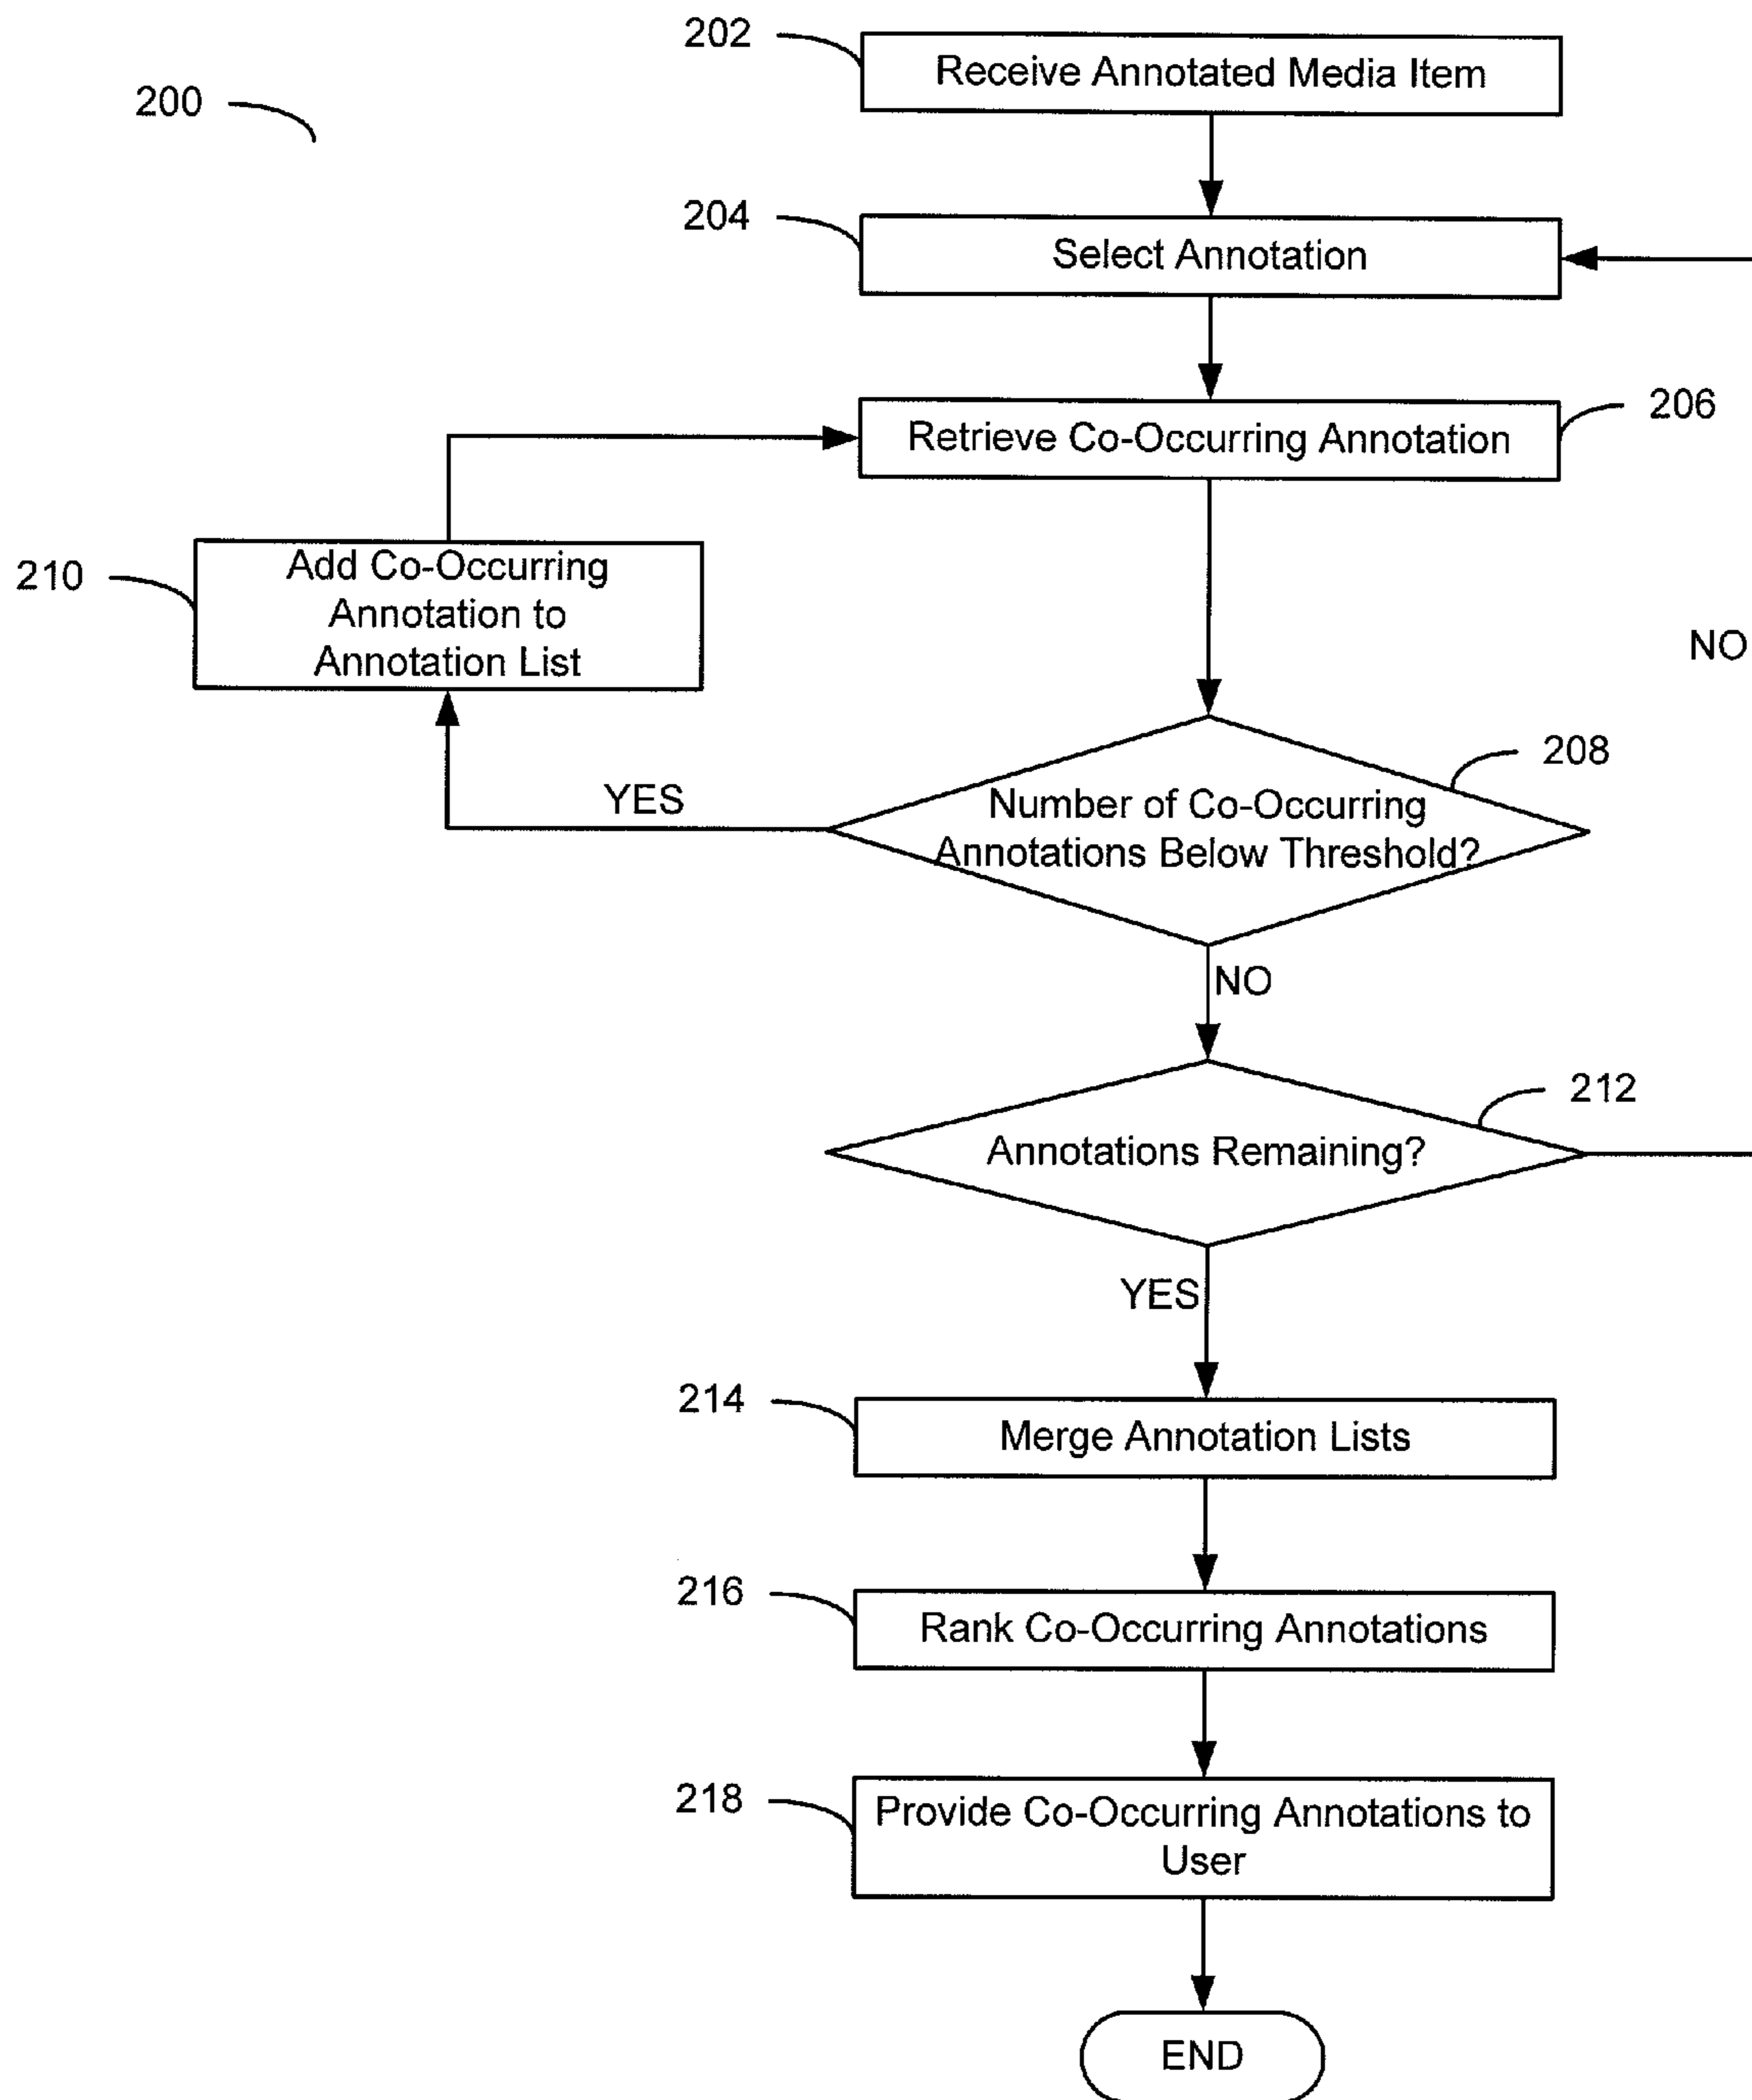 202
Receive Annotated Media Item
200
204
Select Annotation
206
Retrieve Co-Occurring Annotation
210
Add Co-Occurring
Annotation to
Annotation List
NO
208
YES
Number of Co-Occurring
Annotations Below Threshold?
NO
212
Annotations Remaining?
YES
214
Merge Annotation Lists
216
Rank Co-Occurring Annotations
218
Provide Co-Occurring Annotations to
User
END